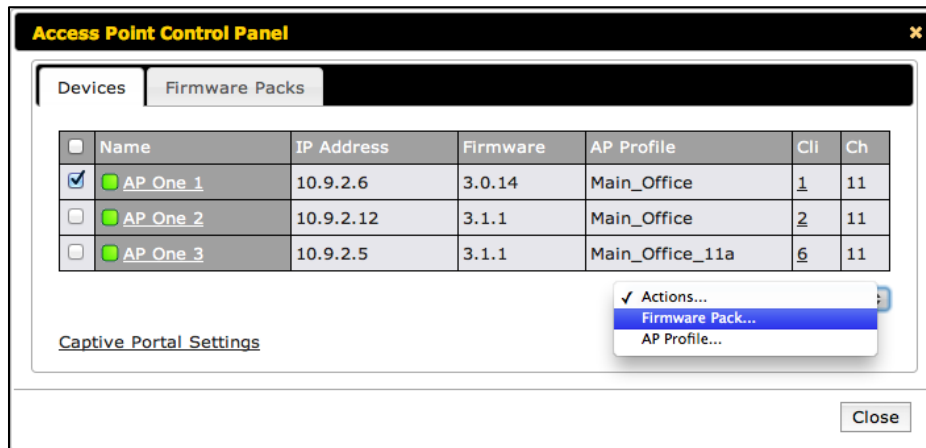 Access Point Control Panel
Devices Firmware Packs
Name IP Address Firmware AP Profile Cli Ch
AP One 1 10.9.2.6 3.0.14 Main_Office 1 11
AP One 2 10.9.2.12 3.1.1 Main_Office 2 11
AP One 3 10.9.2.5 3.1.1 Main_Office_11a 6 11
Actions...
Firmware Pack...
AP Profile...
Captive Portal Settings
Close